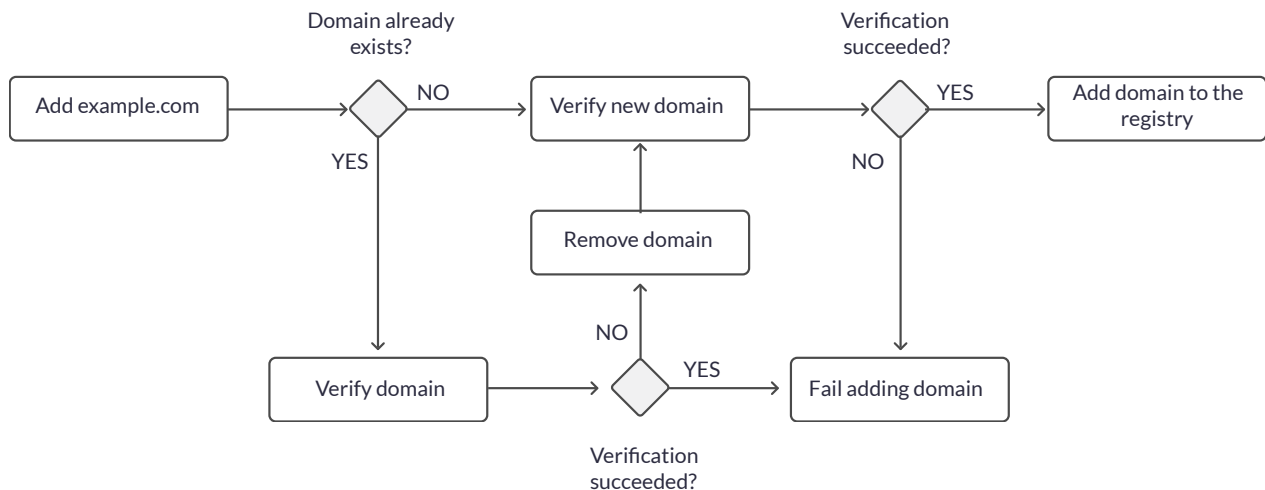 Domain already
exists?
Verification
succeeded?
Add example.com
NO
Verify new domain
YES
Add domain to the
registry
YES
NO
Remove domain
NO
YES
Verify domain
Fail adding domain
Verification
succeeded?